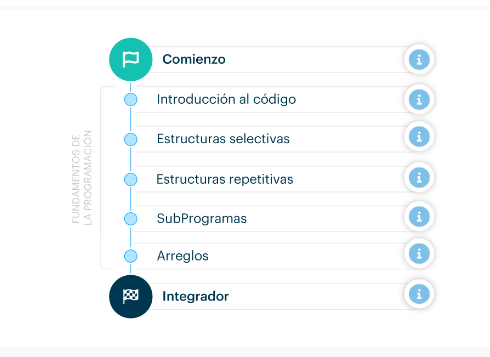 Comienzo
Introducción al código
Estructuras selectivas
Estructuras repetitivas
SubProgramas
Arreglos
Integrador
FUNDAMENTOS DE
LA PROGRAMACIÓN